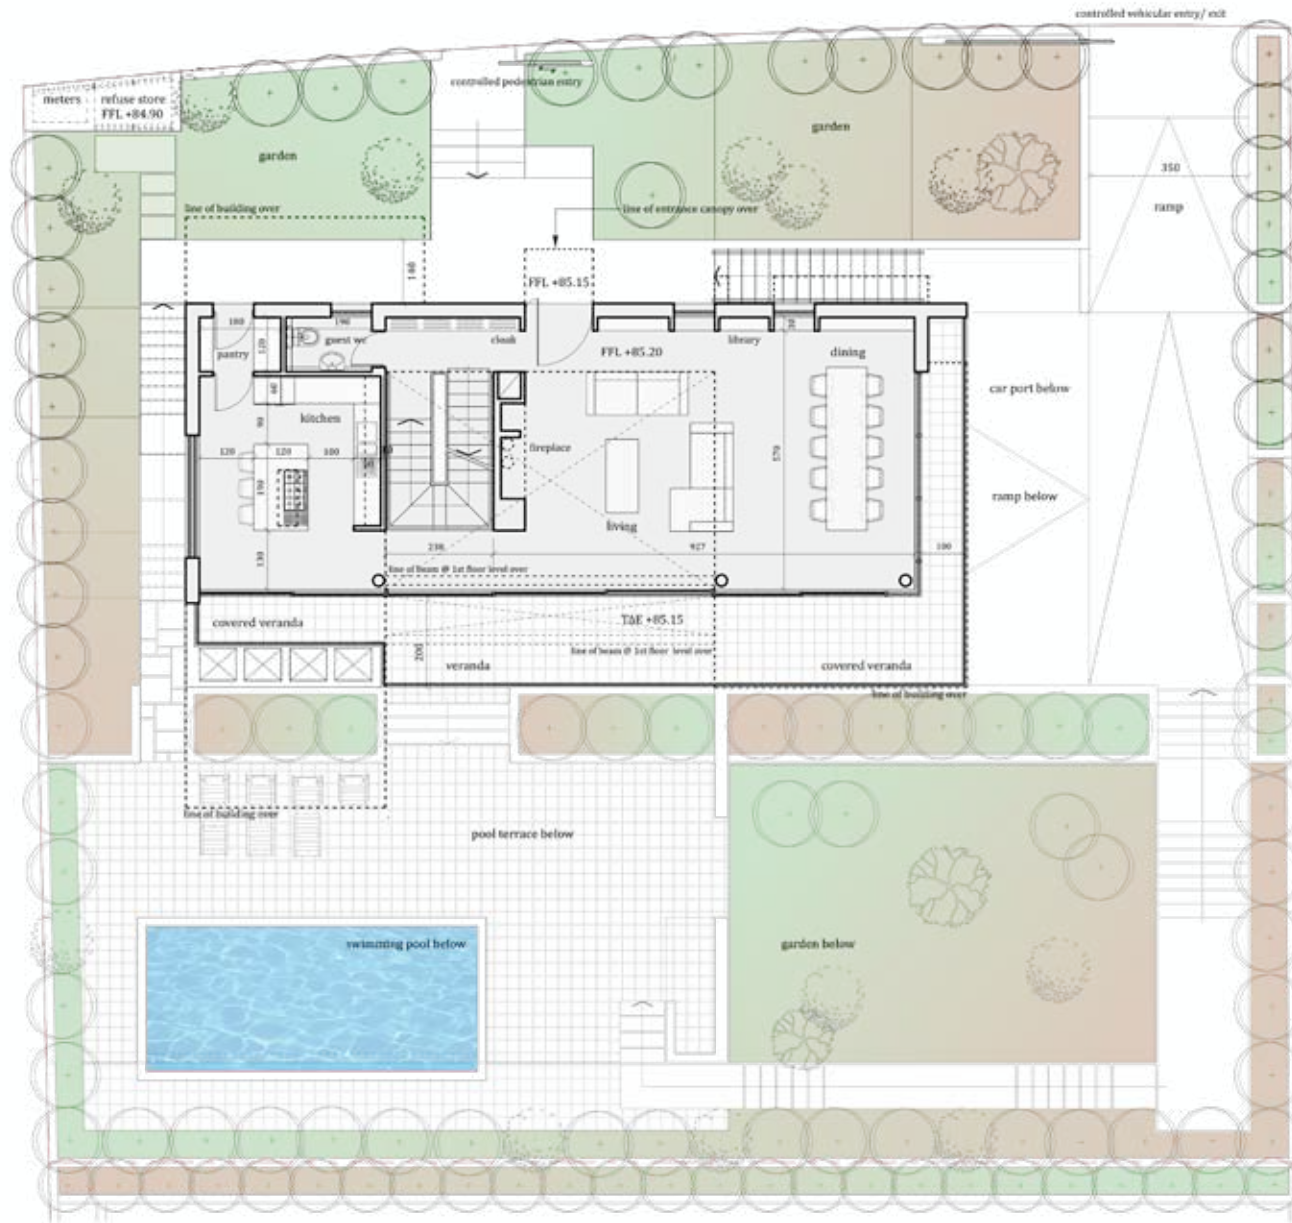 controlled vehicular entry/ exit
controlled pedestrian entry
meters
refuse store
FFL +84.90
garden
garden
350
ramp
line of building over
line of entrance canopy over
140
FFL +85.15
180
190
guest wc
cloak
pantry
120
FFL +85.20
library
30
dining
60
kitchen
car port below
90
120
120
100
fireplace
570
190
living
ramp below
130
238
927
100
line of beam @ 1st floor level over
covered veranda
TΔE +85.15
200
line of beam @ 1st floor level over
veranda
covered veranda
line of building over
line of building over
pool terrace below
swimming pool below
garden below